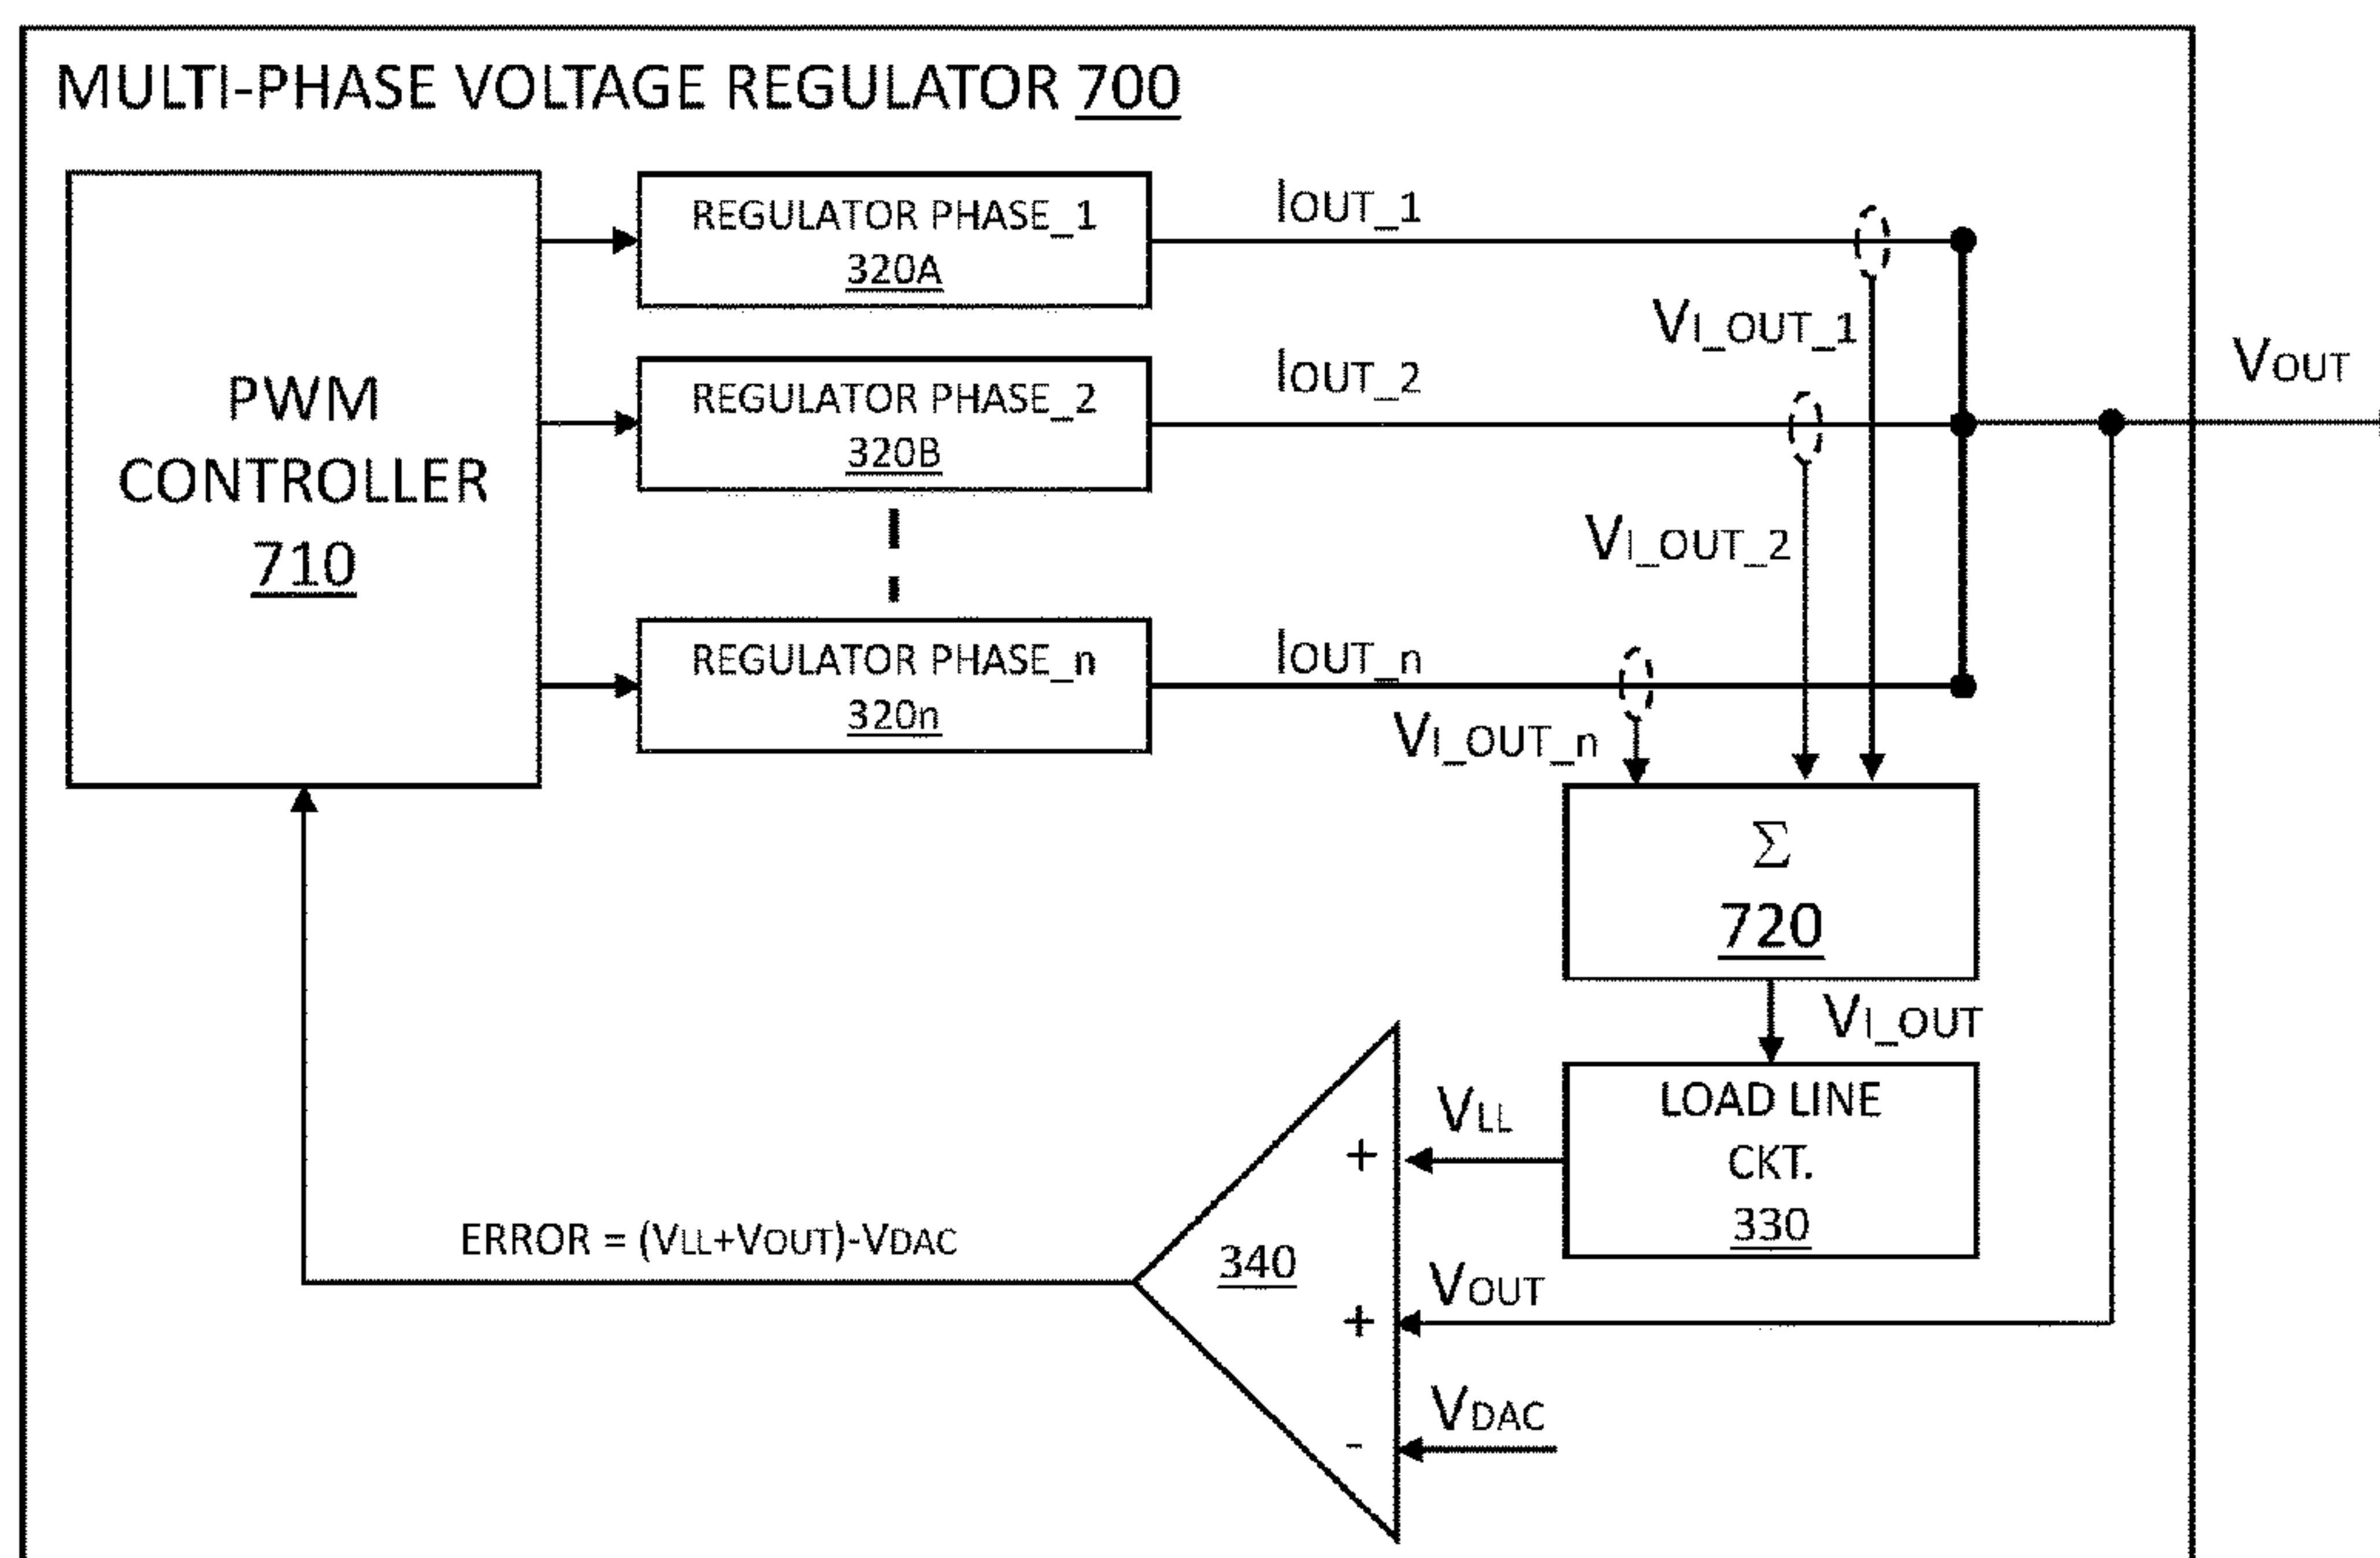 MULTI-PHASE VOLTAGE REGULATOR 700
PWM
CONTROLLER
710
REGULATOR PHASE_1
320A
REGULATOR PHASE_2
320B
REGULATOR PHASE_n
320n
IOUT_1
IOUT_2
IOUT_n
VI_OUT_1
VI_OUT_2
VI_OUT_n
VOUT
Σ
720
VI_OUT
LOAD LINE
CKT.
330
VLL
+
VOUT
+
VDAC
-
340
ERROR = (VLL+VOUT)-VDAC